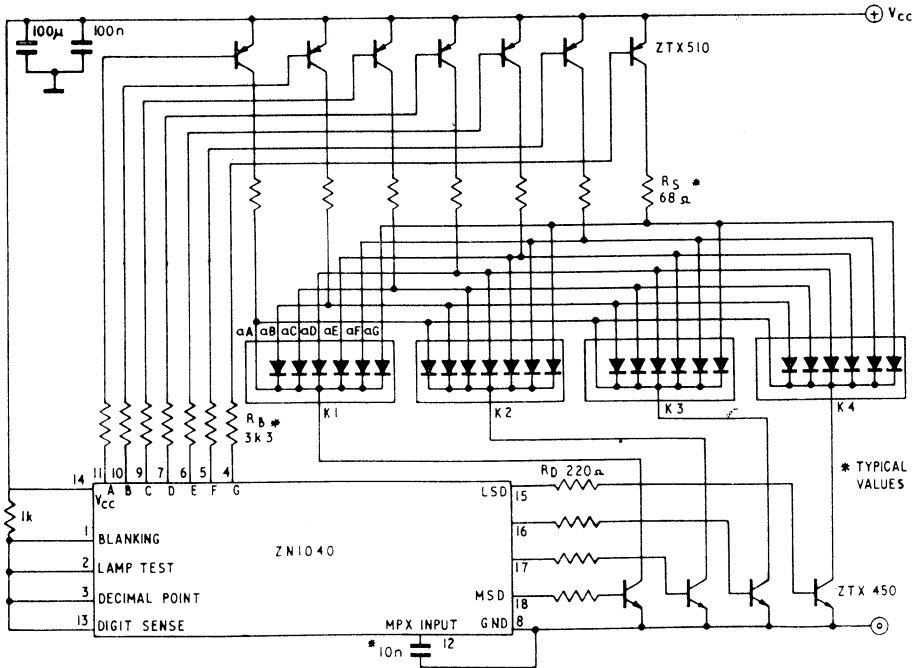 100µ
100n
VCC
ZTX510
RS *
68 Ω
aA aB aC aD aE aF aG
K1
K2
K3
K4
RB *
3k3
* TYPICAL
VALUES
11 10 9 7 6 5 4
14
A B C D E F G
VCC
RD 220Ω
LSD
15
1k
1
BLANKING
ZN1040
16
2
LAMP TEST
17
3
DECIMAL POINT
MSD
18
ZTX 450
13
DIGIT SENSE
MPX INPUT
GND
8
12
*
10n